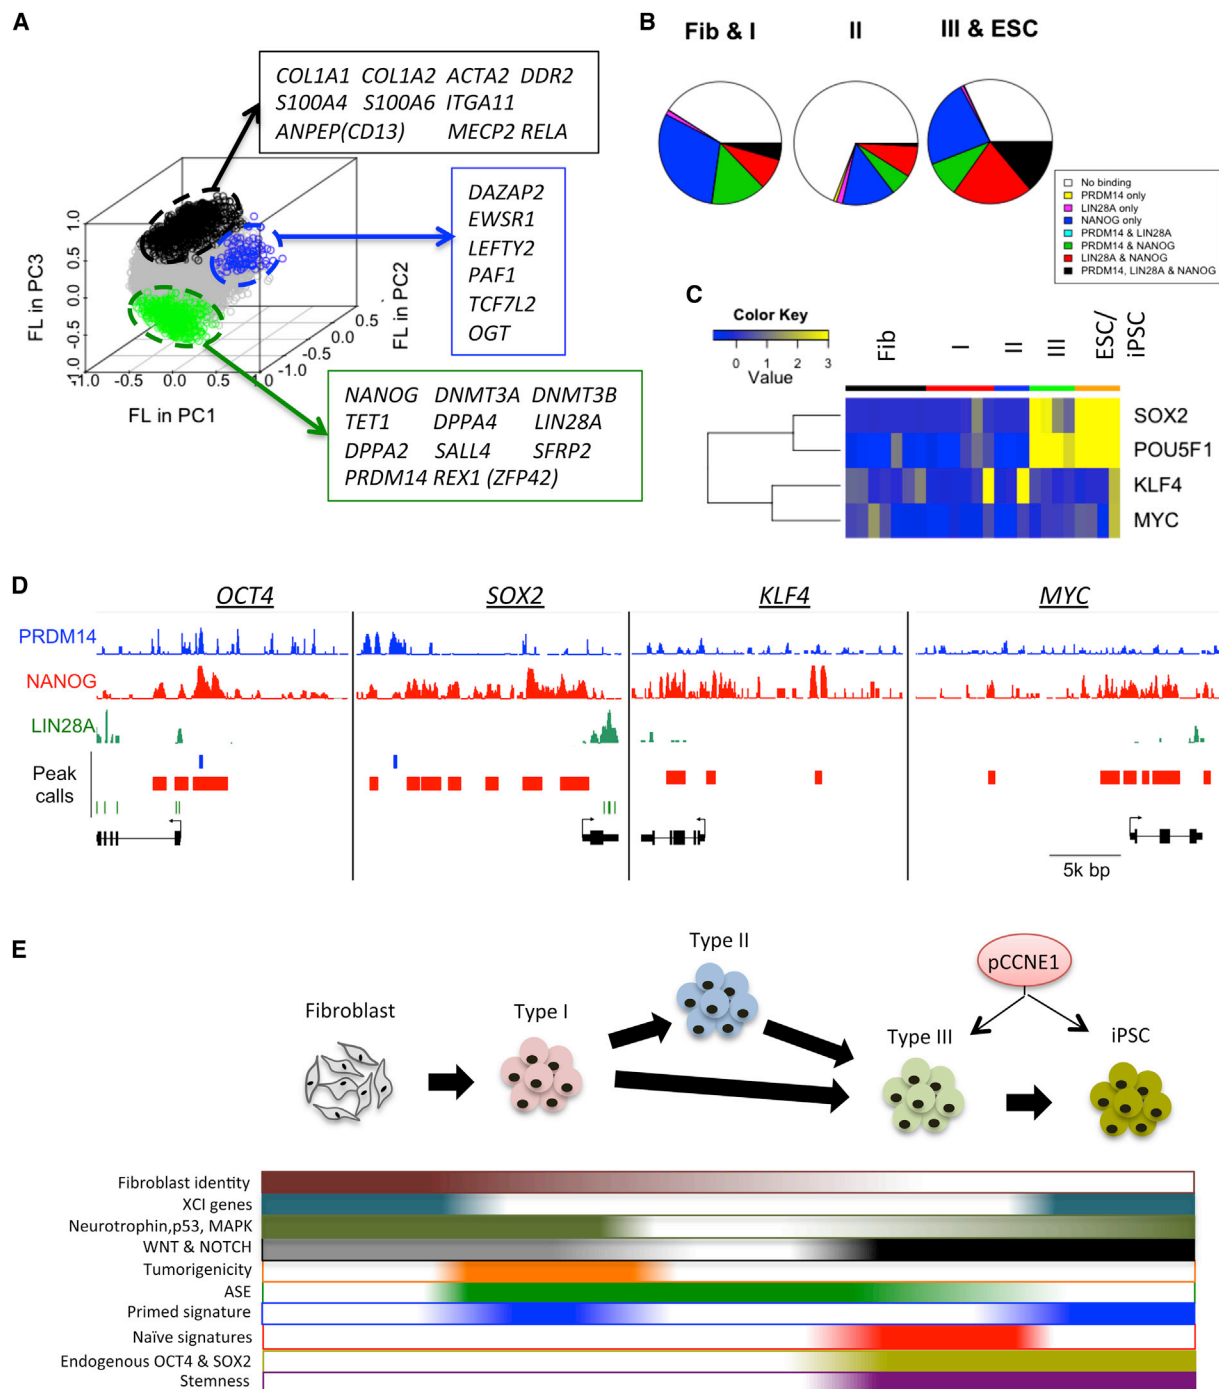 A
COL1A1 COL1A2 ACTA2 DDR2
S100A4 S100A6 ITGA11
ANPEP(CD13) MECP2 RELA
DAZAP2
EWSR1
LEFTY2
PAF1
TCF7L2
OGT
NANOG DNMT3A DNMT3B
TET1 DPPA4 LIN28A
DPPA2 SALL4 SFRP2
PRDM14 REX1 (ZFP42)
FL in PC3
1.0
0.5
0.0
-0.5
-1.0
-1.0 -0.5 0.0 0.5 1.0
FL in PC1
-1.0
-0.5
0.0
0.5
FL in PC2
B
Fib & I
II
III & ESC
No binding
PRDM14 only
LIN28A only
NANOG only
PRDM14 & LIN28A
PRDM14 & NANOG
LIN28A & NANOG
PRDM14, LIN28A & NANOG
C
Color Key
0 1 2 3
Value
Fib
I
II
III
ESC/
iPSC
SOX2
POU5F1
KLF4
MYC
D
OCT4
SOX2
KLF4
MYC
PRDM14
NANOG
LIN28A
Peak
calls
5k bp
E
Fibroblast
Type I
Type II
Type III
pCCNE1
iPSC
Fibroblast identity
XCI genes
Neurotrophin,p53, MAPK
WNT & NOTCH
Tumorigenicity
ASE
Primed signature
Naïve signatures
Endogenous OCT4 & SOX2
Stemness